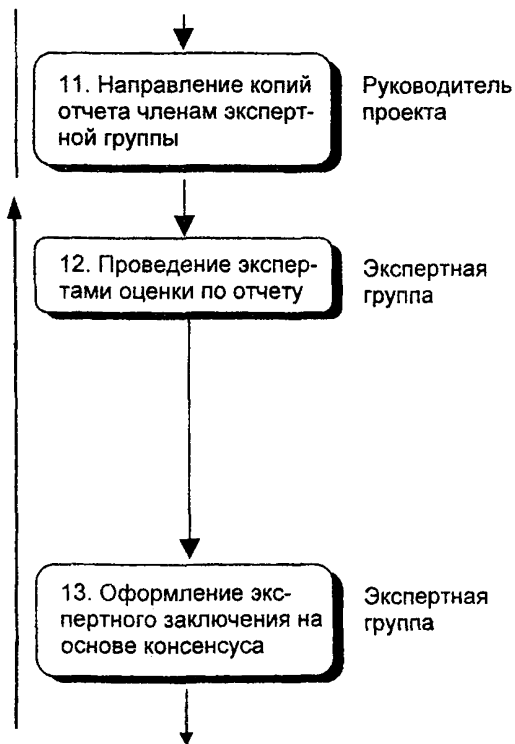 11. Направление копий
отчета членам эксперт-
ной группы
Руководитель
проекта
12. Проведение экспер-
тами оценки по отчету
Экспертная
группа
13. Оформление экс-
пертного заключения на
основе консенсуса
Экспертная
группа